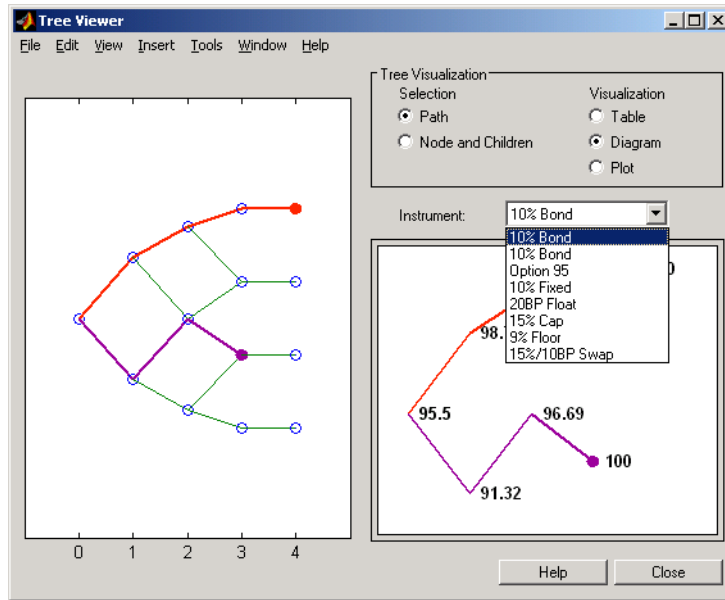 Tree Viewer
File Edit View Insert Tools Window Help
Tree Visualization
Selection Visualization
Path Table
Node and Children Diagram
Plot
Instrument: 10% Bond
10% Bond
10% Bond
Option 95
10% Fixed
20BP Float
15% Cap
9% Floor
15%/10BP Swap
0
98.
95.5
96.69
100
91.32
0 1 2 3 4
Help Close